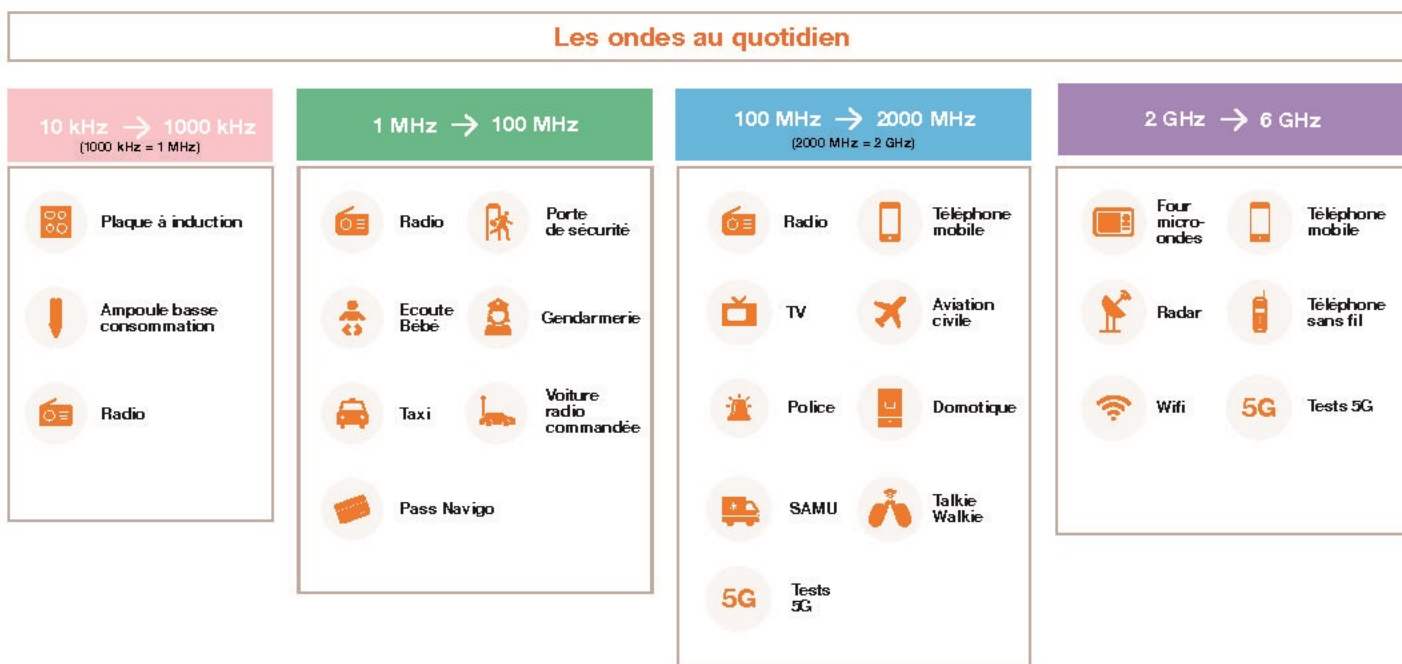 Les ondes au quotidien
10 kHz → 1000 kHz
(1000 kHz = 1 MHz)
Plaque à induction
Ampoule basse
consommation
Radio
1 MHz → 100 MHz
Radio
Porte
de sécurité
Ecoute
Bébé
Gendarmerie
Taxi
Voiture
radio
commandée
Pass Navigo
100 MHz → 2000 MHz
(2000 MHz = 2 GHz)
Radio
Téléphone
mobile
TV
Aviation
civile
Police
Domotique
SAMU
Talkie
Walkie
5G
Tests
5G
2 GHz → 6 GHz
Four
micro-
ondes
Téléphone
mobile
Radar
Téléphone
sans fil
Wifi
5G
Tests 5G